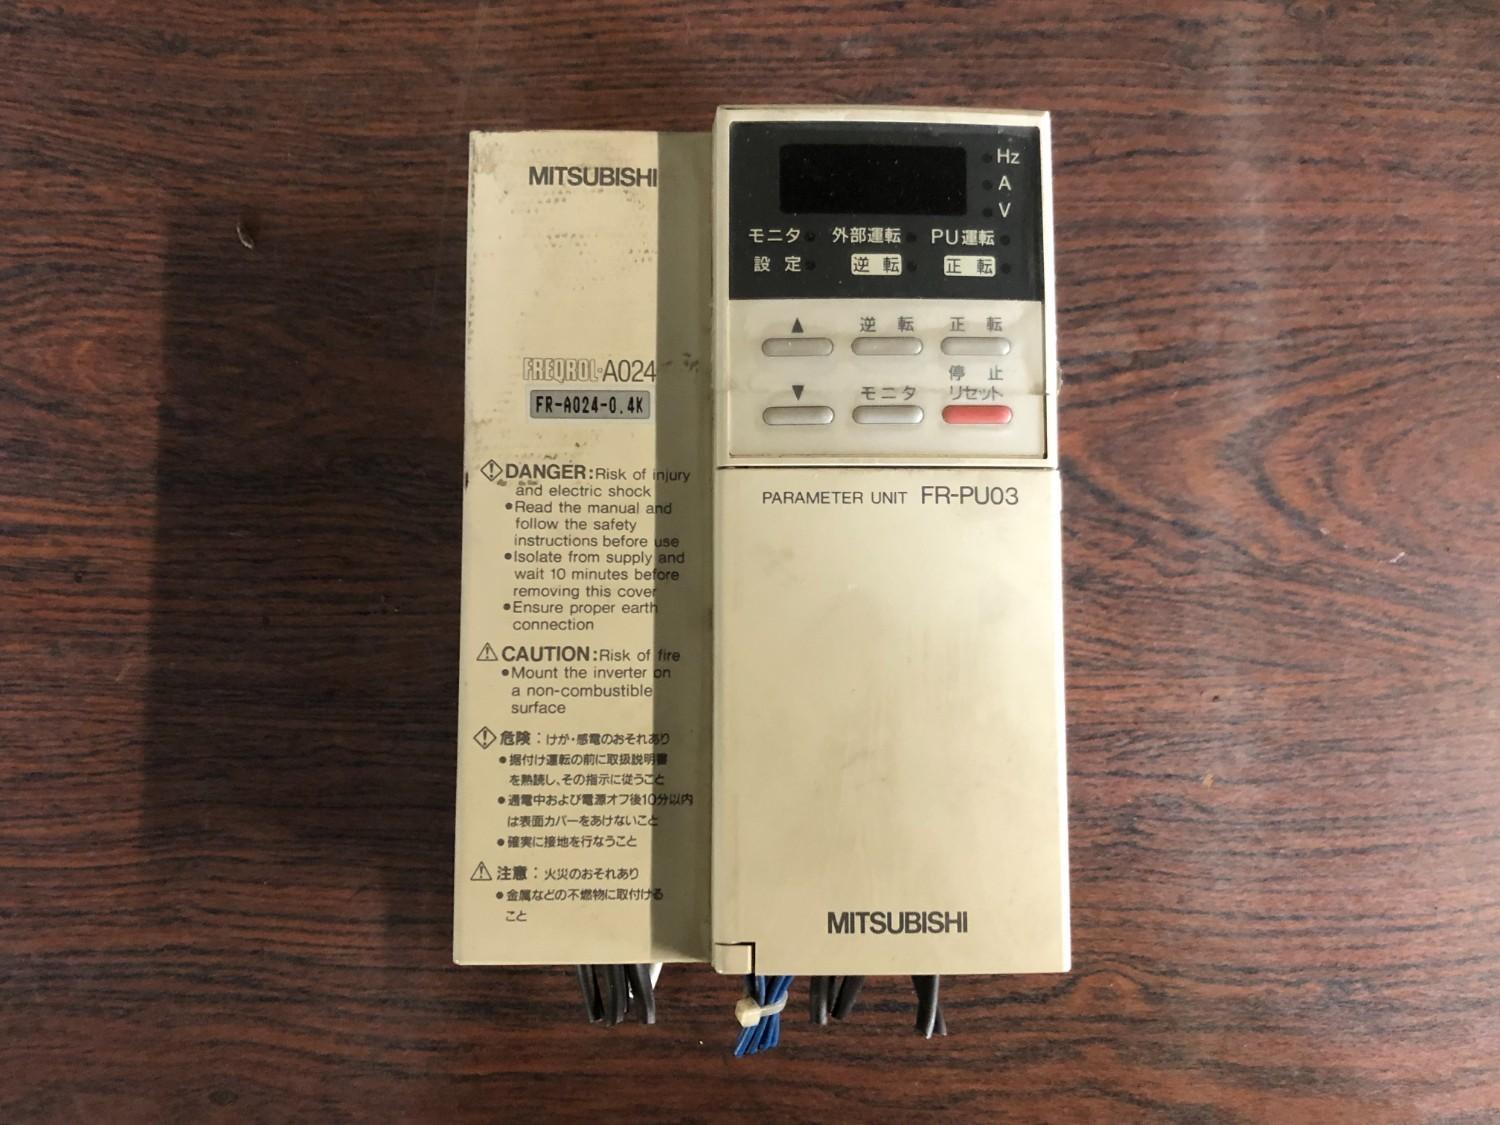 MITSUBISHI
FREQROL-A024
FR-A024-0.4K
DANGER:Risk of injury
and electric shock
●Read the manual and
follow the safety
instructions before use
●Isolate from supply and
wait 10 minutes before
removing this cover
●Ensure proper earth
connection
CAUTION:Risk of fire
●Mount the inverter on
a non-combustible
surface
危険:けが・感電のおそれあり
●据付け運転の前に取扱説明書
を熟読し、その指示に従うこと
●通電中および電源オフ後10分以内
は表面カバーをあけないこと
●確実に接地を行なうこと
注意:火災のおそれあり
●金属などの不燃物に取付ける
こと
Hz
A
V
モニタ 外部運転 PU運転
設定 逆転 正転
▲ 逆転 正転
停止
▼ モニタ リセット
PARAMETER UNIT FR-PU03
MITSUBISHI